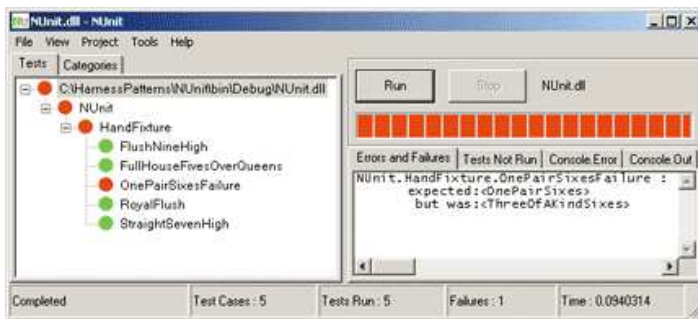 NUnit.dll - NUnit
File View Project Tools Help
Tests Categories
C:\HarnessPatterns\NUnit\bin\Debug\NUnit.dll
NUnit
HandFixture
FlushNineHigh
FullHouseFivesOverQueens
OnePairSixesFailure
RoyalFlush
StraightSevenHigh
Run Stop NUnit.dll
Errors and Failures Tests Not Run Console.Error Console.Out
NUnit.HandFixture.OnePairSixesFailure :
expected:<OnePairSixes>
but was:<ThreeOfAKindSixes>
Completed Test Cases : 5 Tests Run : 5 Failures : 1 Time : 0.0940314